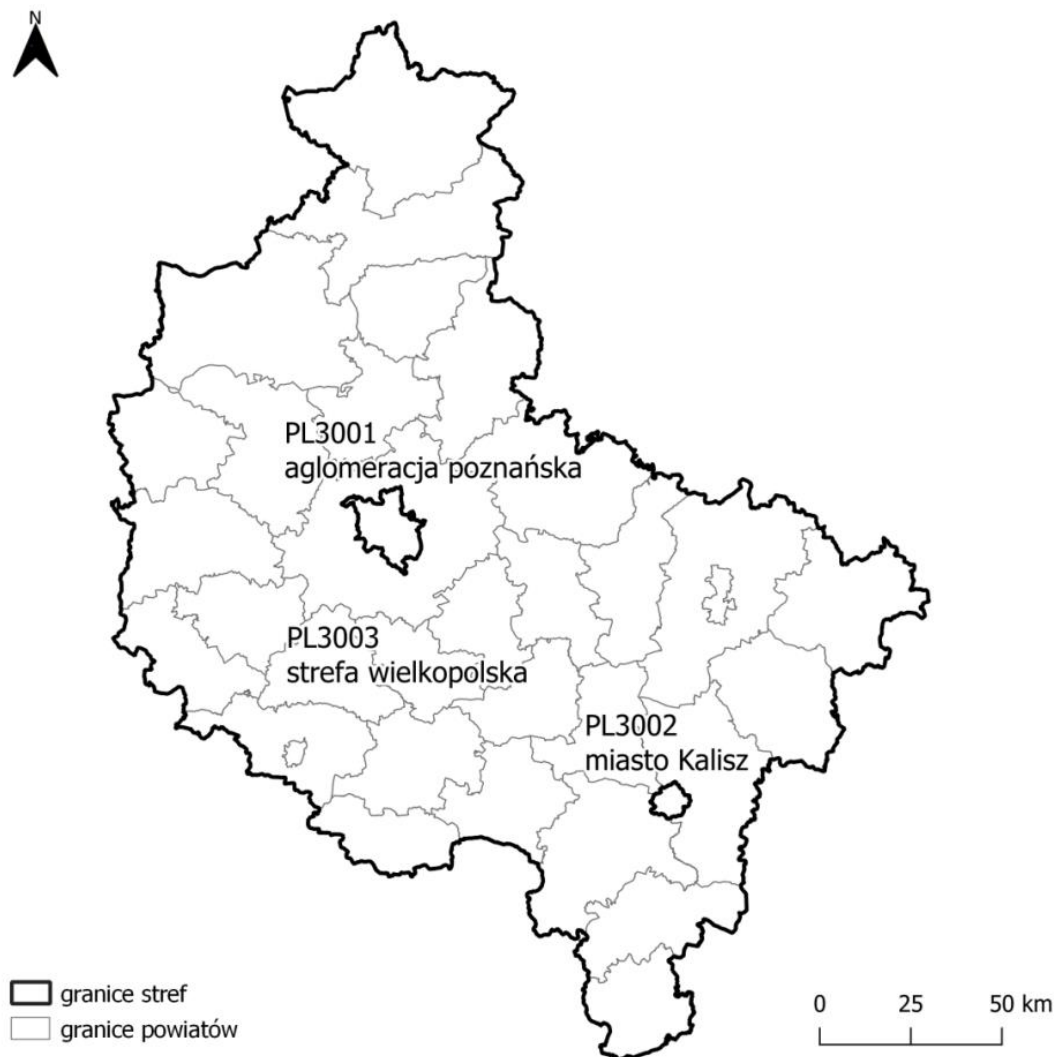 N
PL3001
aglomeracja poznańska
PL3003
strefa wielkopolska
PL3002
miasto Kalisz
granice stref
granice powiatów
0 25 50 km